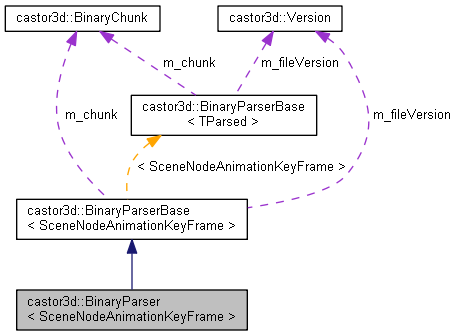 castor3d::BinaryChunk
castor3d::Version
m_chunk
m_fileVersion
castor3d::BinaryParserBase
< TParsed >
m_chunk
m_fileVersion
< SceneNodeAnimationKeyFrame >
castor3d::BinaryParserBase
< SceneNodeAnimationKeyFrame >
castor3d::BinaryParser
< SceneNodeAnimationKeyFrame >